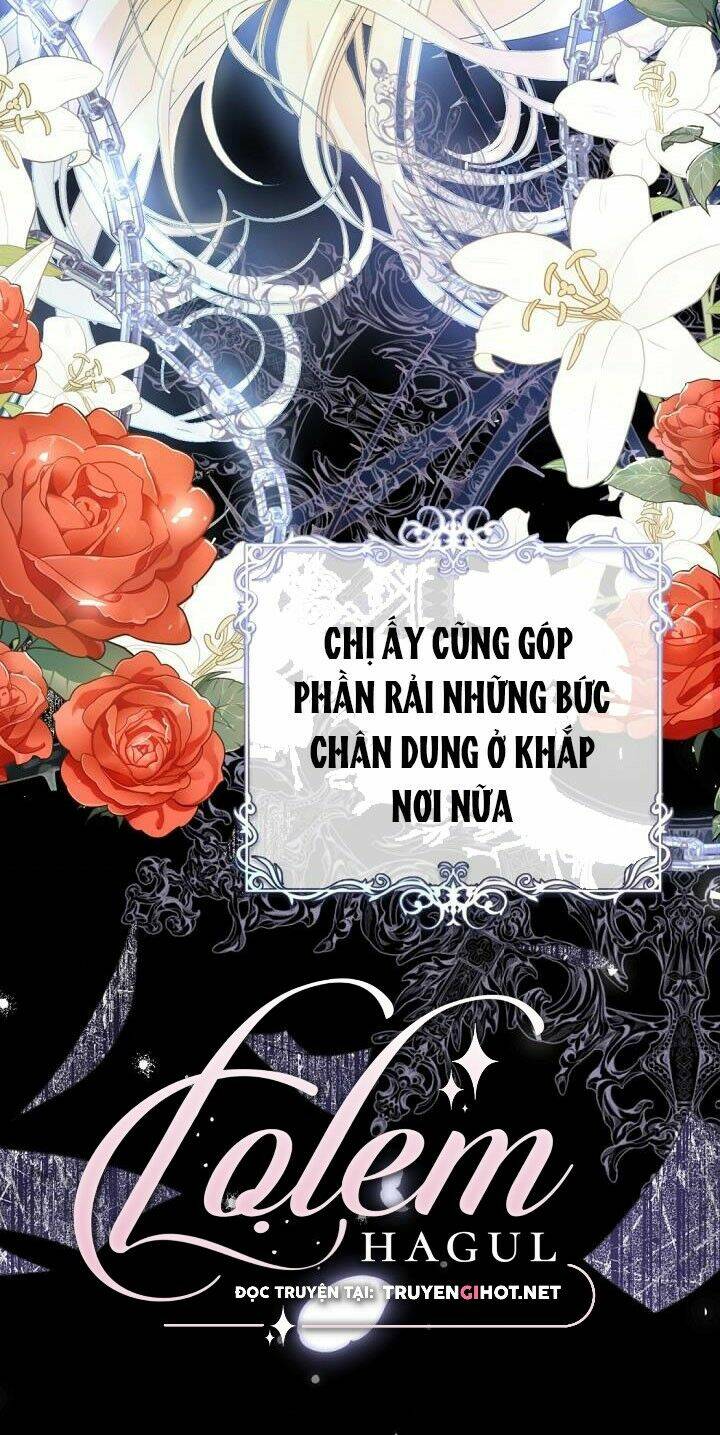 CHỊ ẤY CŨNG GÓP
PHẦN RẢI NHỮNG BỨC
CHÂN DUNG Ở KHẮP
NƠI NỮA
Lọlem
HAGUL
ĐỌC TRUYỆN TẠI: TRUYENGIHOT.NET